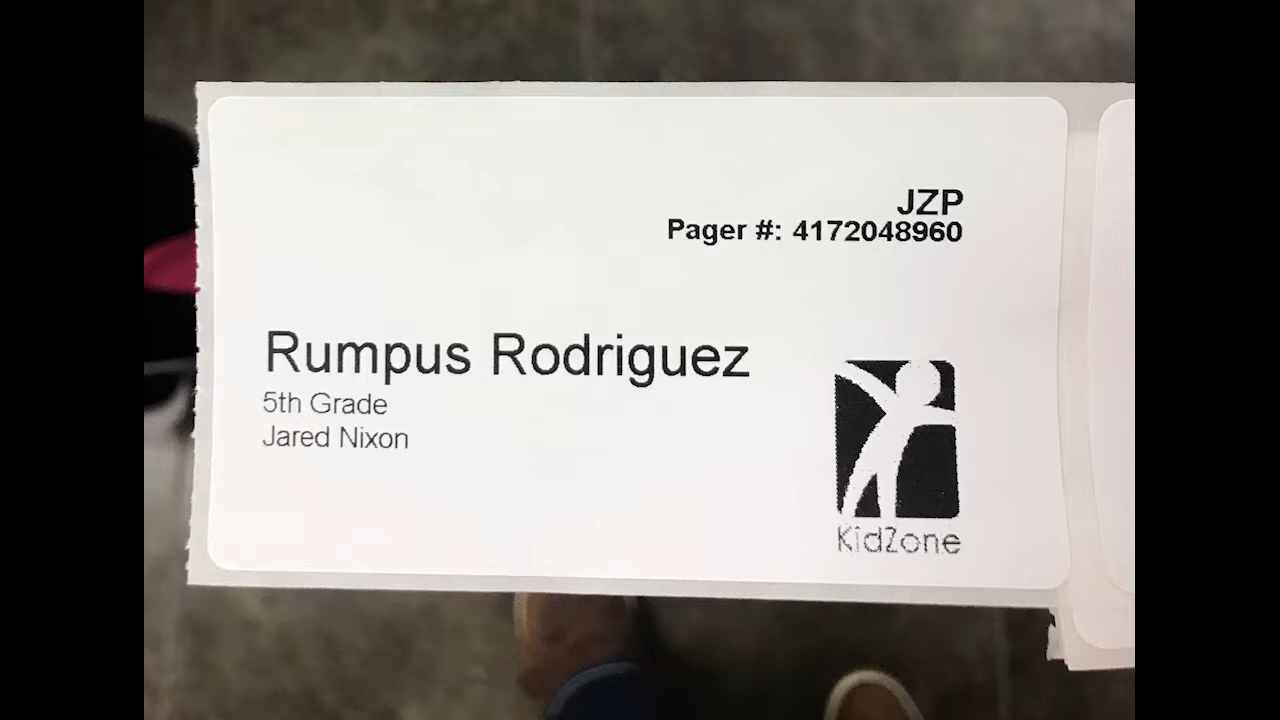 JZP
Pager #: 4172048960
Rumpus Rodriguez
5th Grade
Jared Nixon
KidZone